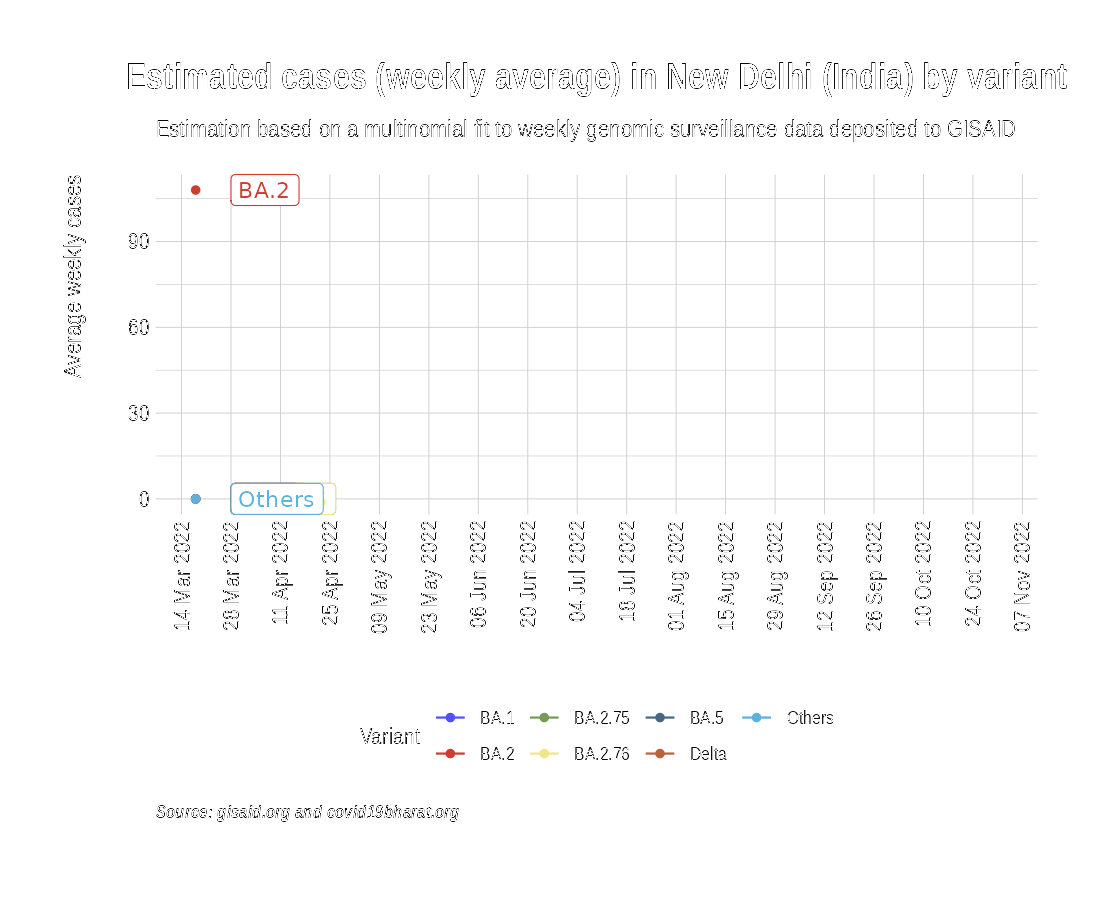 Estimated cases (weekly average) in New Delhi (India) by variant
Estimation based on a multinomial fit to weekly genomic surveillance data deposited to GISAID
Average weekly cases
90
60
30
0
BA.2
Others
14 Mar 2022
28 Mar 2022
11 Apr 2022
25 Apr 2022
09 May 2022
23 May 2022
06 Jun 2022
20 Jun 2022
04 Jul 2022
18 Jul 2022
01 Aug 2022
15 Aug 2022
29 Aug 2022
12 Sep 2022
26 Sep 2022
10 Oct 2022
24 Oct 2022
07 Nov 2022
Variant
BA.1 BA.2.75 BA.5 Others
BA.2 BA.2.76 Delta
Source: gisaid.org and covid19bharat.org